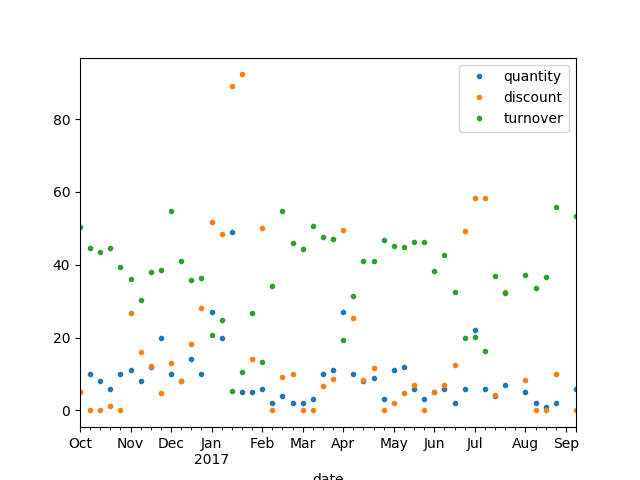 quantity
discount
turnover
80
60
40
20
0
Oct Nov Dec Jan Feb Mar Apr May Jun Jul Aug Sep
2017
date